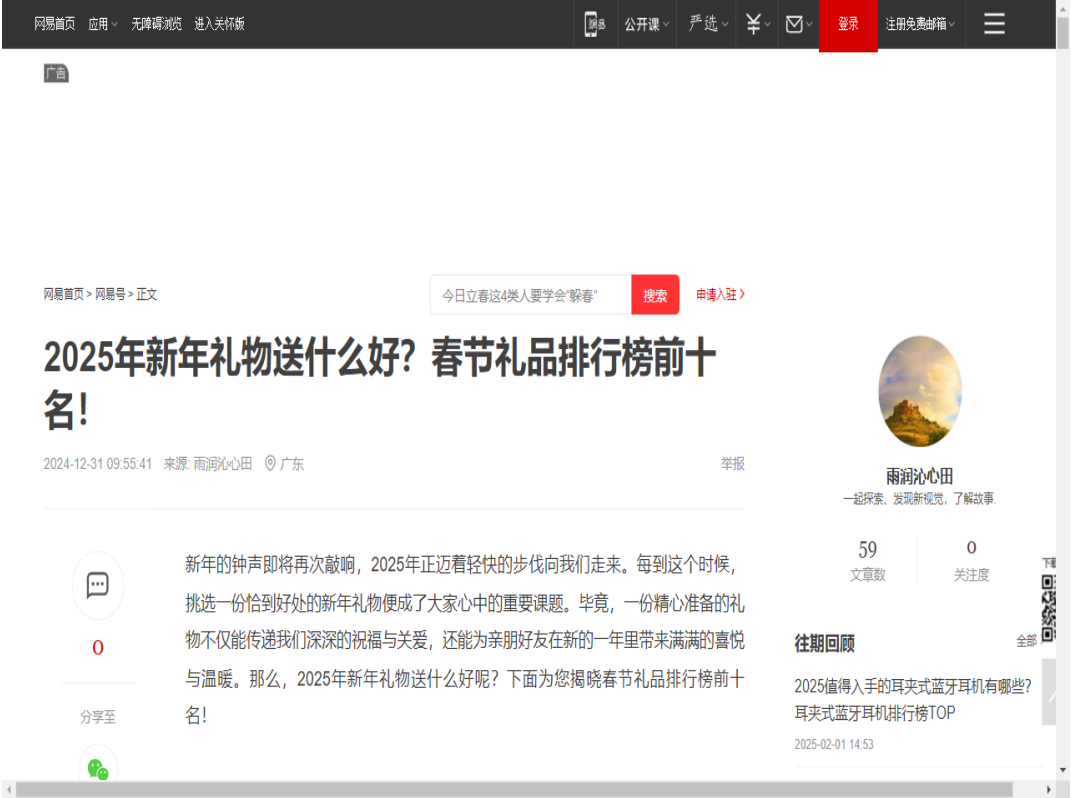 网易首页 应用 无障碍浏览 进入关怀版 公开课 严选 登录 注册免费邮箱
广告
网易首页 > 网易号 > 正文
今日立春这4类人要学会"躲春" 搜索 申请入驻
2025年新年礼物送什么好？春节礼品排行榜前十
名！
2024-12-31 09:55:41 来源: 雨润沁心田 广东 举报
新年的钟声即将再次敲响，2025年正迈着轻快的步伐向我们走来。每到这个时候，
挑选一份恰到好处的新年礼物便成了大家心中的重要课题。毕竟，一份精心准备的礼
物不仅能传递我们深深的祝福与关爱，还能为亲朋好友在新的一年里带来满满的喜悦
与温暖。那么，2025年新年礼物送什么好呢？下面为您揭晓春节礼品排行榜前十
名！
0
分享至
雨润沁心田
一起探索、发现新视觉，了解故事.
59 0
文章数 关注度
往期回顾 全部
2025值得入手的耳夹式蓝牙耳机有哪些？
耳夹式蓝牙耳机排行榜TOP
2025-02-01 14:53